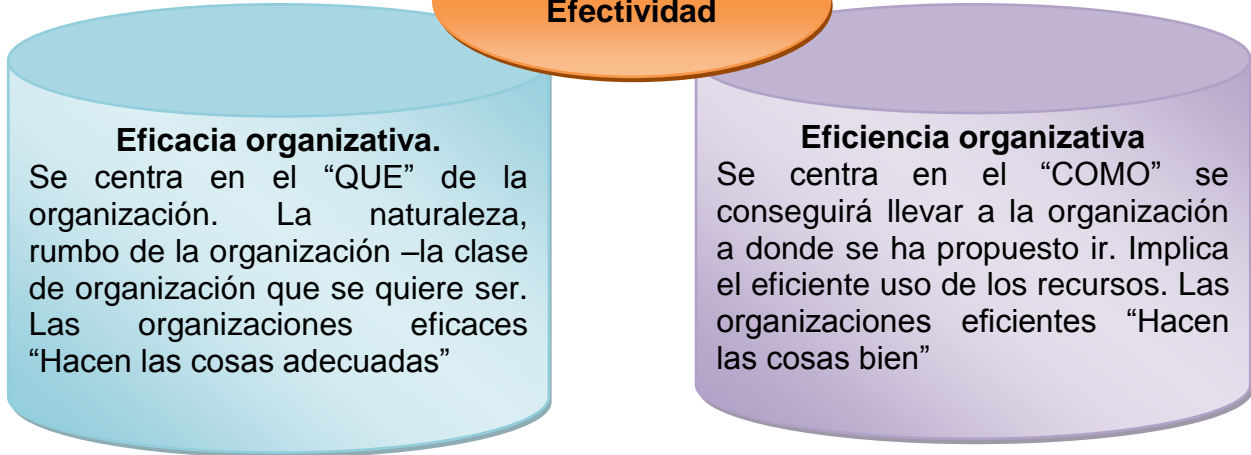 Efectividad
Eficacia organizativa.
Se centra en el “QUE” de la
organización. La naturaleza,
rumbo de la organización –la clase
de organización que se quiere ser.
Las organizaciones eficaces
“Hacen las cosas adecuadas”
Eficiencia organizativa
Se centra en el “COMO” se
conseguirá llevar a la organización
a donde se ha propuesto ir. Implica
el eficiente uso de los recursos. Las
organizaciones eficientes “Hacen
las cosas bien”